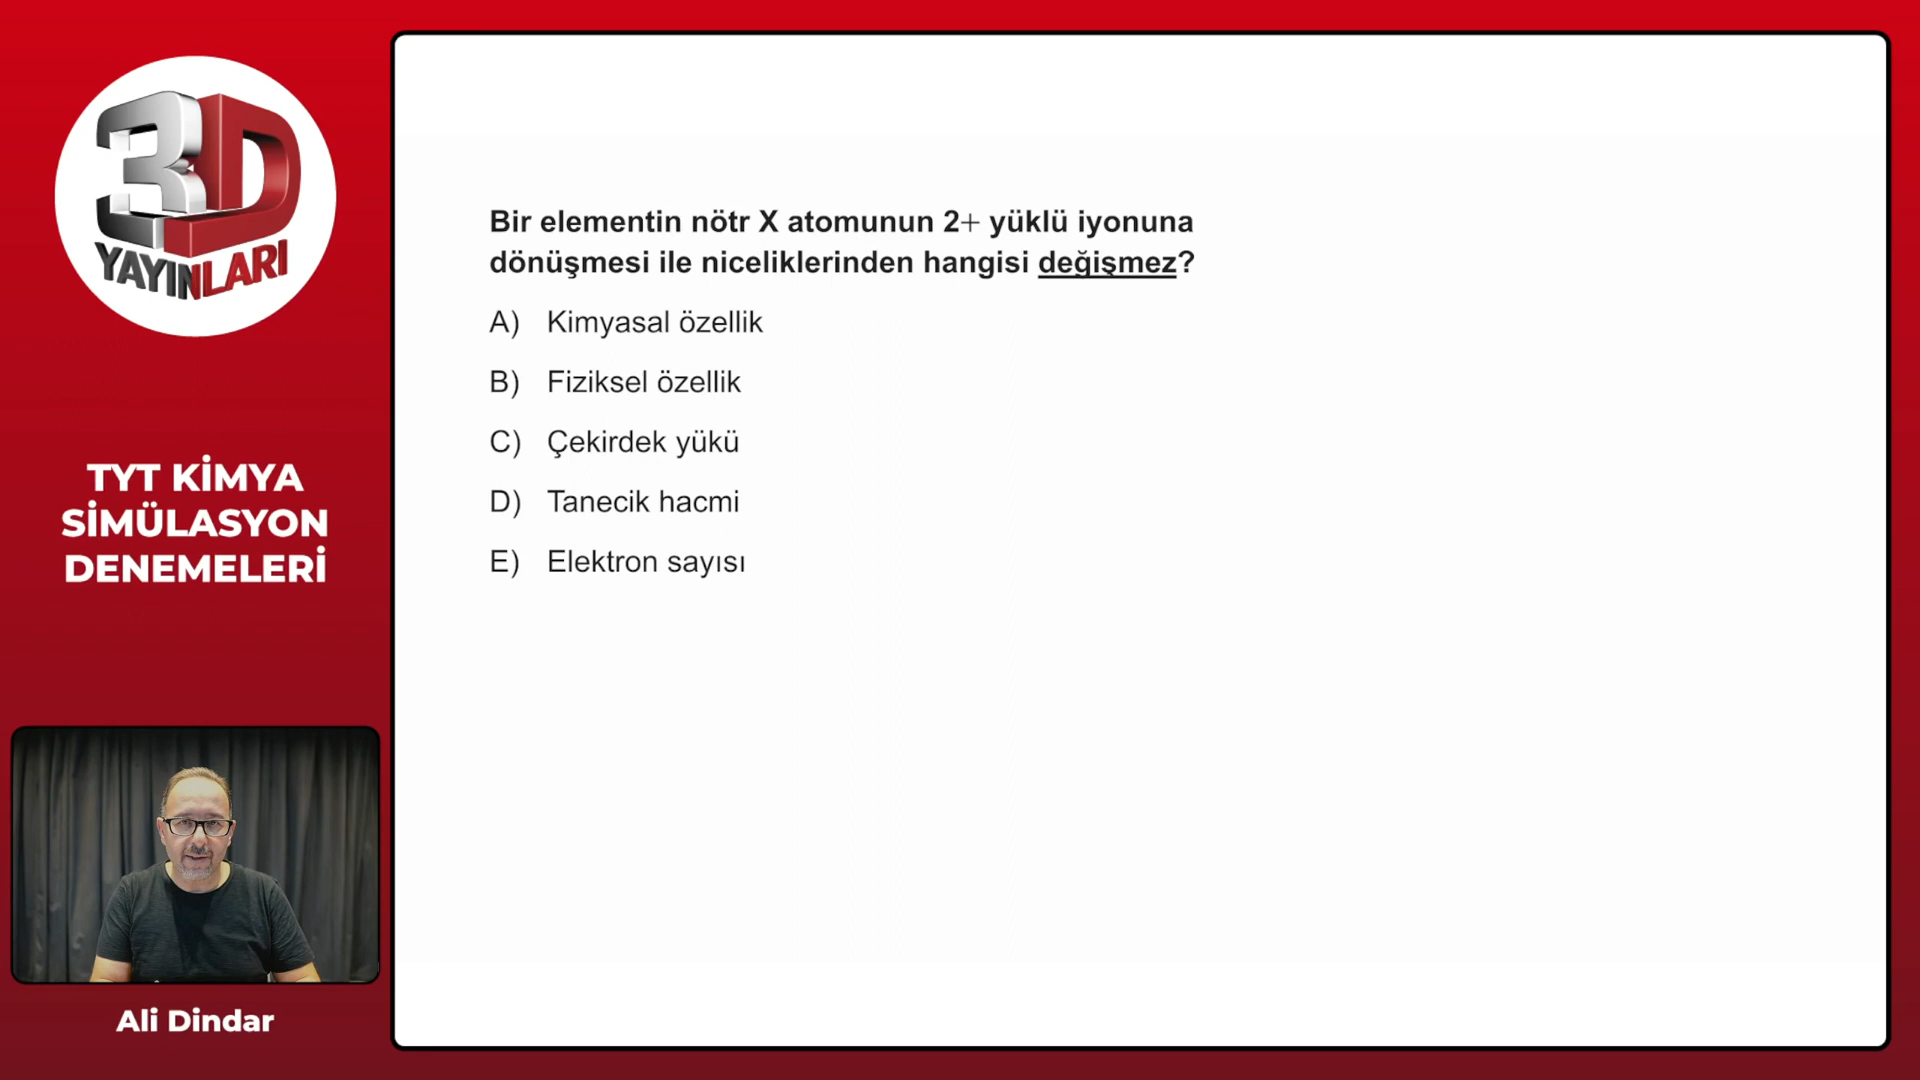 3D
YAYINLARI
TYT KİMYA
SİMÜLASYON
DENEMELERİ
Ali Dindar
Bir elementin nötr X atomunun 2+ yüklü iyonuna
dönüşmesi ile niceliklerinden hangisi değişmez?
A) Kimyasal özellik
B) Fiziksel özellik
C) Çekirdek yükü
D) Tanecik hacmi
E) Elektron sayısı